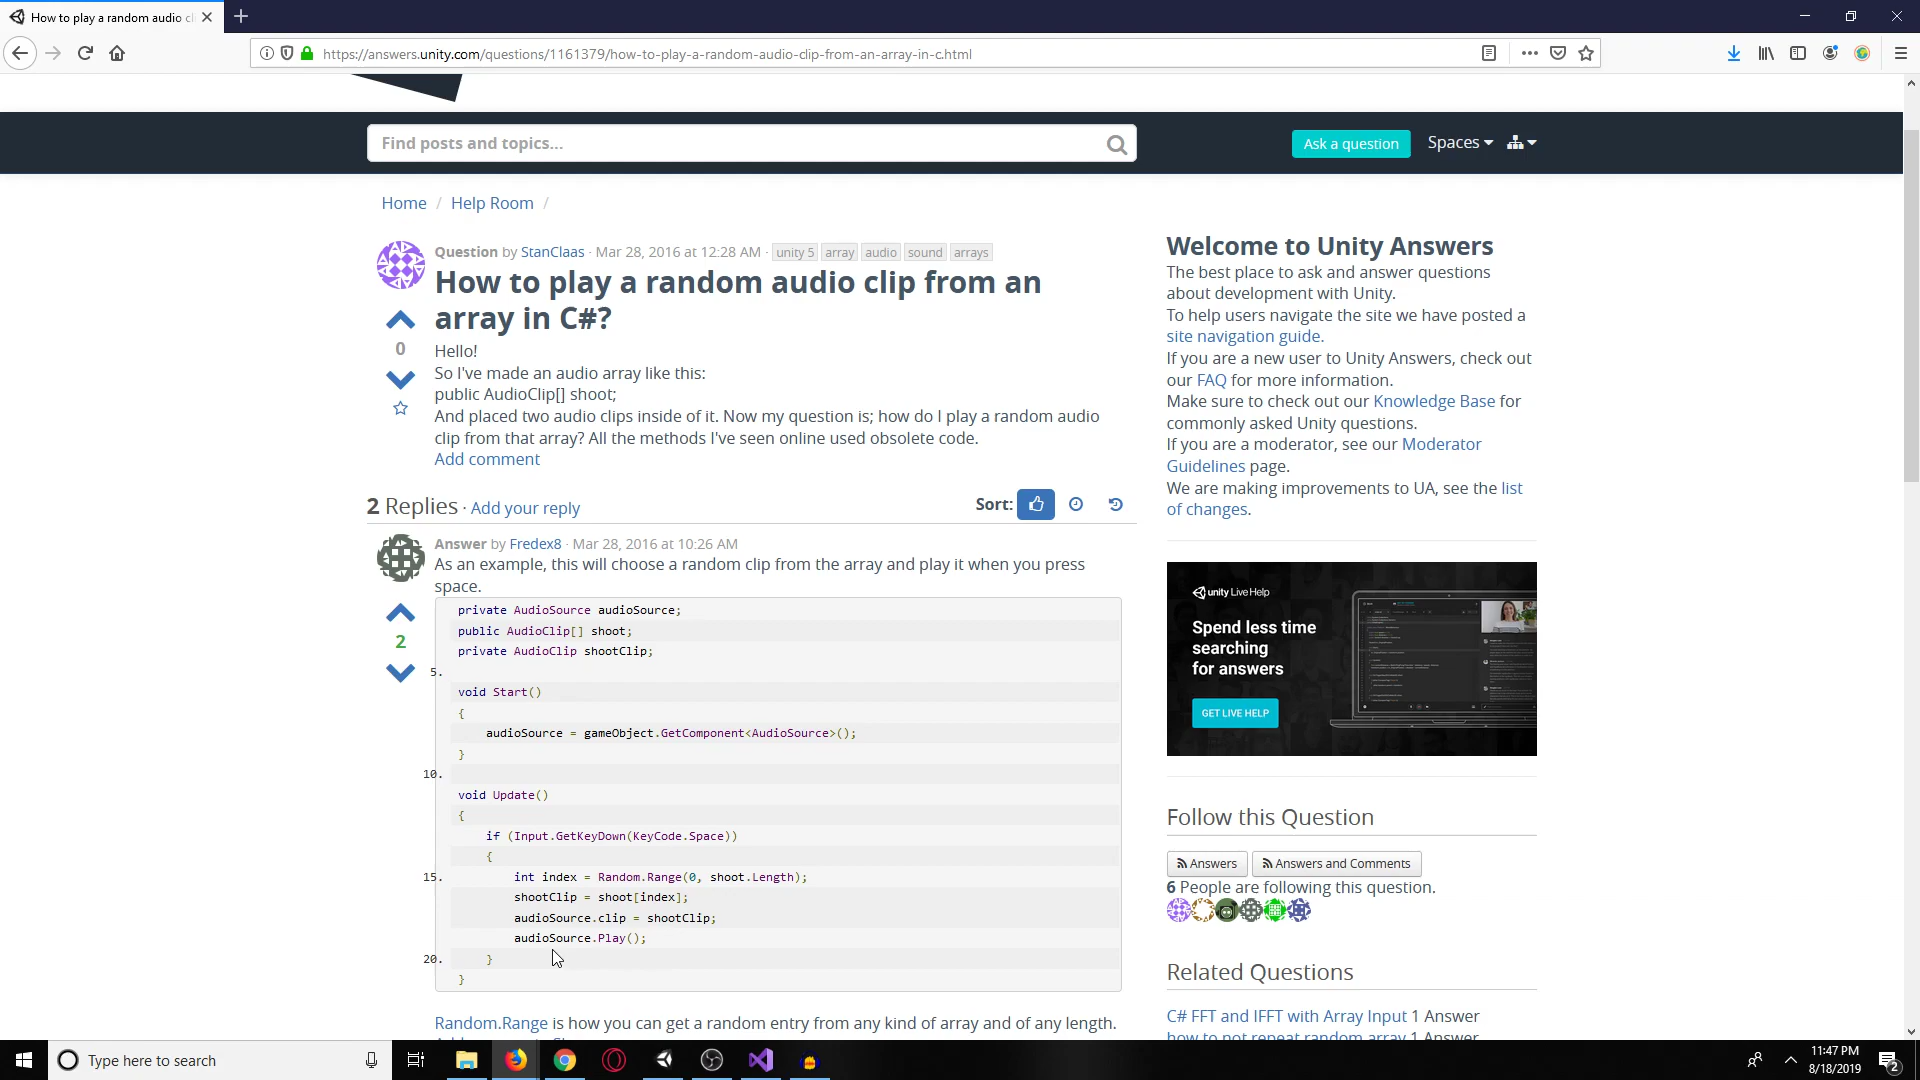 How to play a random audio cl
https://answers.unity.com/questions/1161379/how-to-play-a-random-audio-clip-from-an-array-in-c.html
Find posts and topics...
Ask a question
Spaces
Home / Help Room /
Question by StanClaas · Mar 28, 2016 at 12:28 AM · unity 5 array audio sound arrays
How to play a random audio clip from an
array in C#?
0
Hello!
So I've made an audio array like this:
public AudioClip[] shoot;
And placed two audio clips inside of it. Now my question is; how do I play a random audio
clip from that array? All the methods I've seen online used obsolete code.
Add comment
2 Replies · Add your reply
Sort:
Answer by Fredex8 · Mar 28, 2016 at 10:26 AM
As an example, this will choose a random clip from the array and play it when you press
space.
2
private AudioSource audioSource;
public AudioClip[] shoot;
private AudioClip shootClip;
5.
void Start()
{
audioSource = gameObject.GetComponent<AudioSource>();
}
10.
void Update()
{
if (Input.GetKeyDown(KeyCode.Space))
{
15. int index = Random.Range(0, shoot.Length);
shootClip = shoot[index];
audioSource.clip = shootClip;
audioSource.Play();
20. }
}
Random.Range is how you can get a random entry from any kind of array and of any length.
Welcome to Unity Answers
The best place to ask and answer questions
about development with Unity.
To help users navigate the site we have posted a
site navigation guide.
If you are a new user to Unity Answers, check out
our FAQ for more information.
Make sure to check out our Knowledge Base for
commonly asked Unity questions.
If you are a moderator, see our Moderator
Guidelines page.
We are making improvements to UA, see the list
of changes.
unity Live Help
Spend less time
searching
for answers
GET LIVE HELP
Follow this Question
Answers
Answers and Comments
6 People are following this question.
Related Questions
C# FFT and IFFT with Array Input 1 Answer
how to not repeat random array 1 Answer
Type here to search
11:47 PM
8/18/2019
2